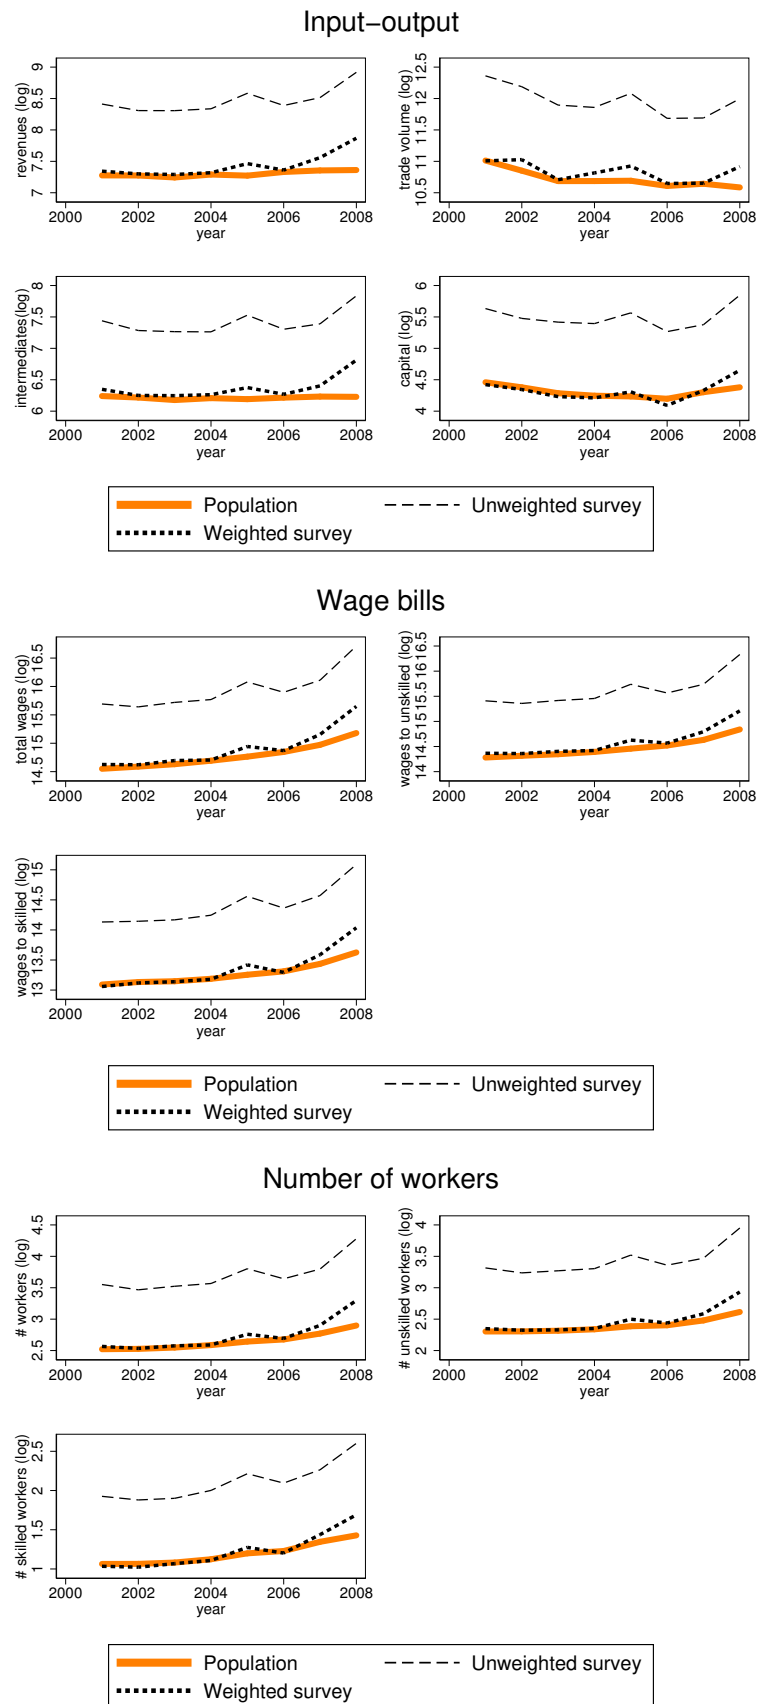 Input−output
revenues (log)
7 7.5 8 8.5 9
2000 2002 2004 2006 2008
year
trade volume (log)
10.5 11 11.5 12 12.5
2000 2002 2004 2006 2008
year
intermediates(log)
6 6.5 7 7.5 8
2000 2002 2004 2006 2008
year
capital (log)
4 4.5 5 5.5 6
2000 2002 2004 2006 2008
year
Population Unweighted survey
Weighted survey
Wage bills
total wages (log)
14.5 15 15.5 16 16.5
2000 2002 2004 2006 2008
year
wages to unskilled (log)
14 14.5 15 15.5 16 16.5
2000 2002 2004 2006 2008
year
wages to skilled (log)
13 13.5 14 14.5 15
2000 2002 2004 2006 2008
year
Population Unweighted survey
Weighted survey
Number of workers
# workers (log)
2.5 3 3.5 4 4.5
2000 2002 2004 2006 2008
year
# unskilled workers (log)
2 2.5 3 3.5 4
2000 2002 2004 2006 2008
year
# skilled workers (log)
1 1.5 2 2.5
2000 2002 2004 2006 2008
year
Population Unweighted survey
Weighted survey